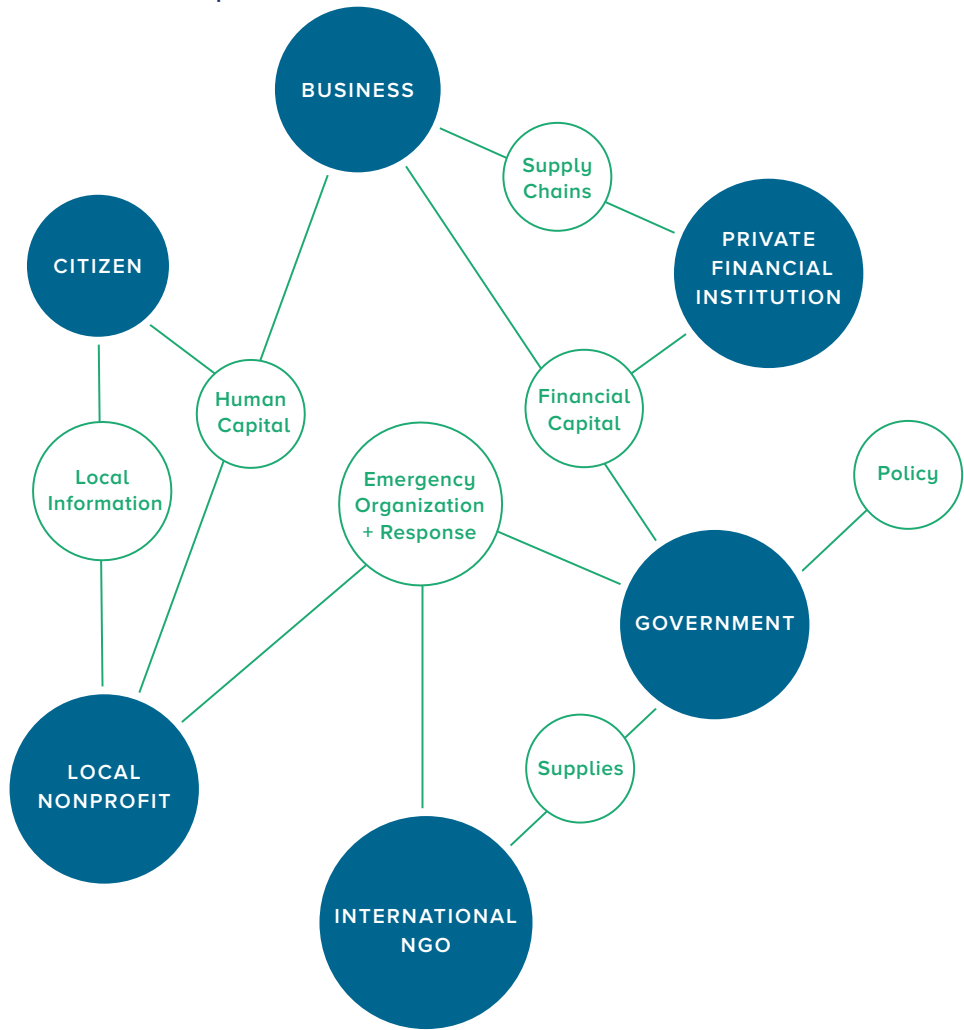 BUSINESS
Supply
Chains
PRIVATE
FINANCIAL
INSTITUTION
CITIZEN
Human
Capital
Financial
Capital
Local
Information
Emergency
Organization
+ Response
Policy
GOVERNMENT
LOCAL
NONPROFIT
Supplies
INTERNATIONAL
NGO